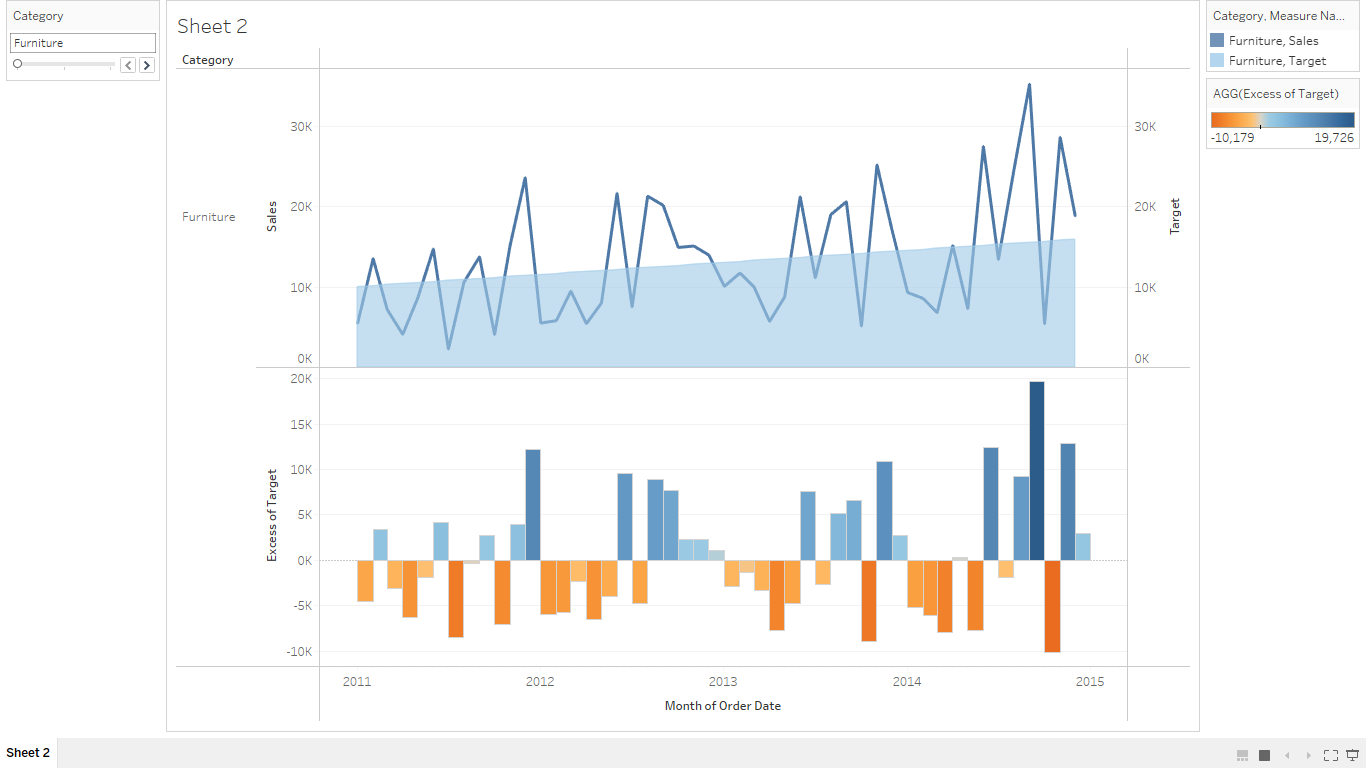 Category
Furniture
Sheet 2
Category
30K
20K
10K
0K
Sales
Furniture
30K
20K
10K
0K
Target
20K
15K
10K
5K
0K
-5K
-10K
Excess of Target
2011 2012 2013 2014 2015
Month of Order Date
Category, Measure Na...
Furniture, Sales
Furniture, Target
AGG(Excess of Target)
-10,179 19,726
Sheet 2